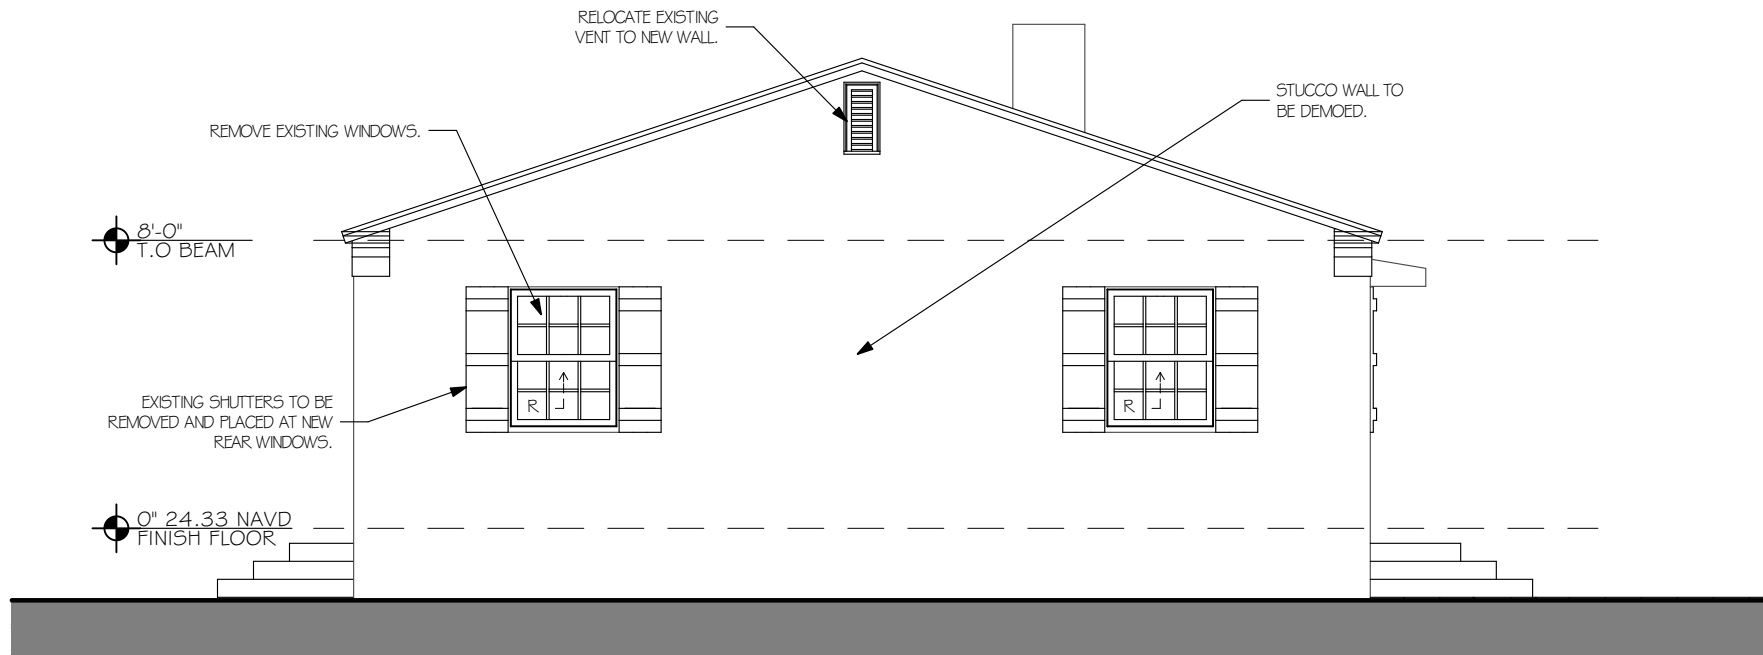 RELOCATE EXISTING
VENT TO NEW WALL.
STUCCO WALL TO
BE DEMOED.
REMOVE EXISTING WINDOWS.
8'-0"
T.O BEAM
EXISTING SHUTTERS TO BE
REMOVED AND PLACED AT NEW
REAR WINDOWS.
R
R
0" 24.33 NAVD
FINISH FLOOR